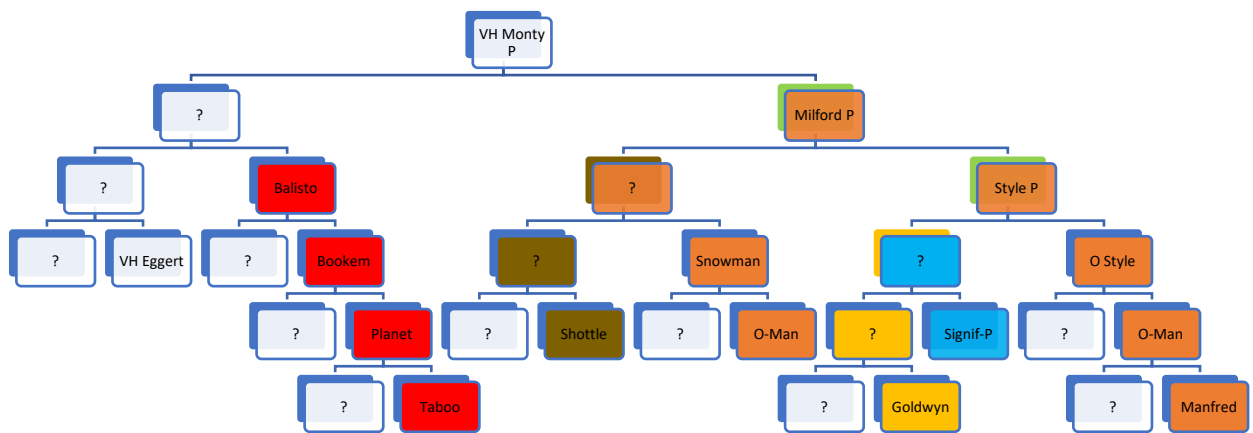 VH Monty
P
?
Milford P
?
Balisto
?
Style P
?
VH Eggert
?
Bookem
?
Snowman
?
O Style
?
Planet
?
Shottle
?
O-Man
?
Signif-P
?
O-Man
?
Taboo
?
Goldwyn
?
Manfred